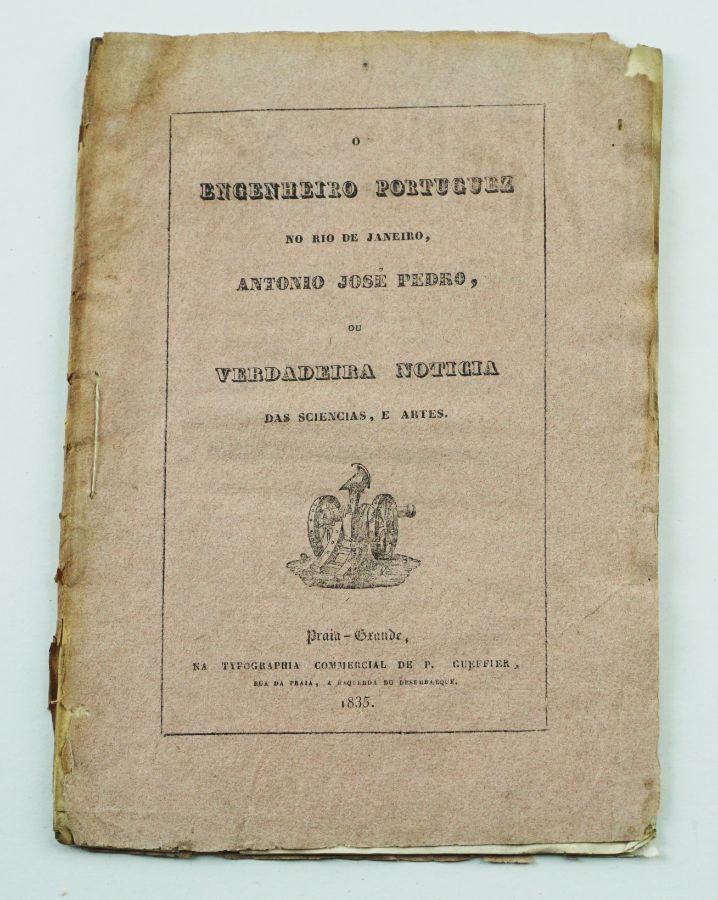 O
ENGENHEIRO PORTUGUEZ
NO RIO DE JANEIRO,
ANTONIO JOSÉ PEDRO,
OU
VERDADEIRA NOTICIA
DAS SCIENCIAS, E ARTES.
Praia-Grande,
NA TYPOGRAPHIA COMMERCIAL DE P. GUEFFIER,
RUA DA PRAIA, A ESQUERDA DO DESEMBARQUE.
1835.